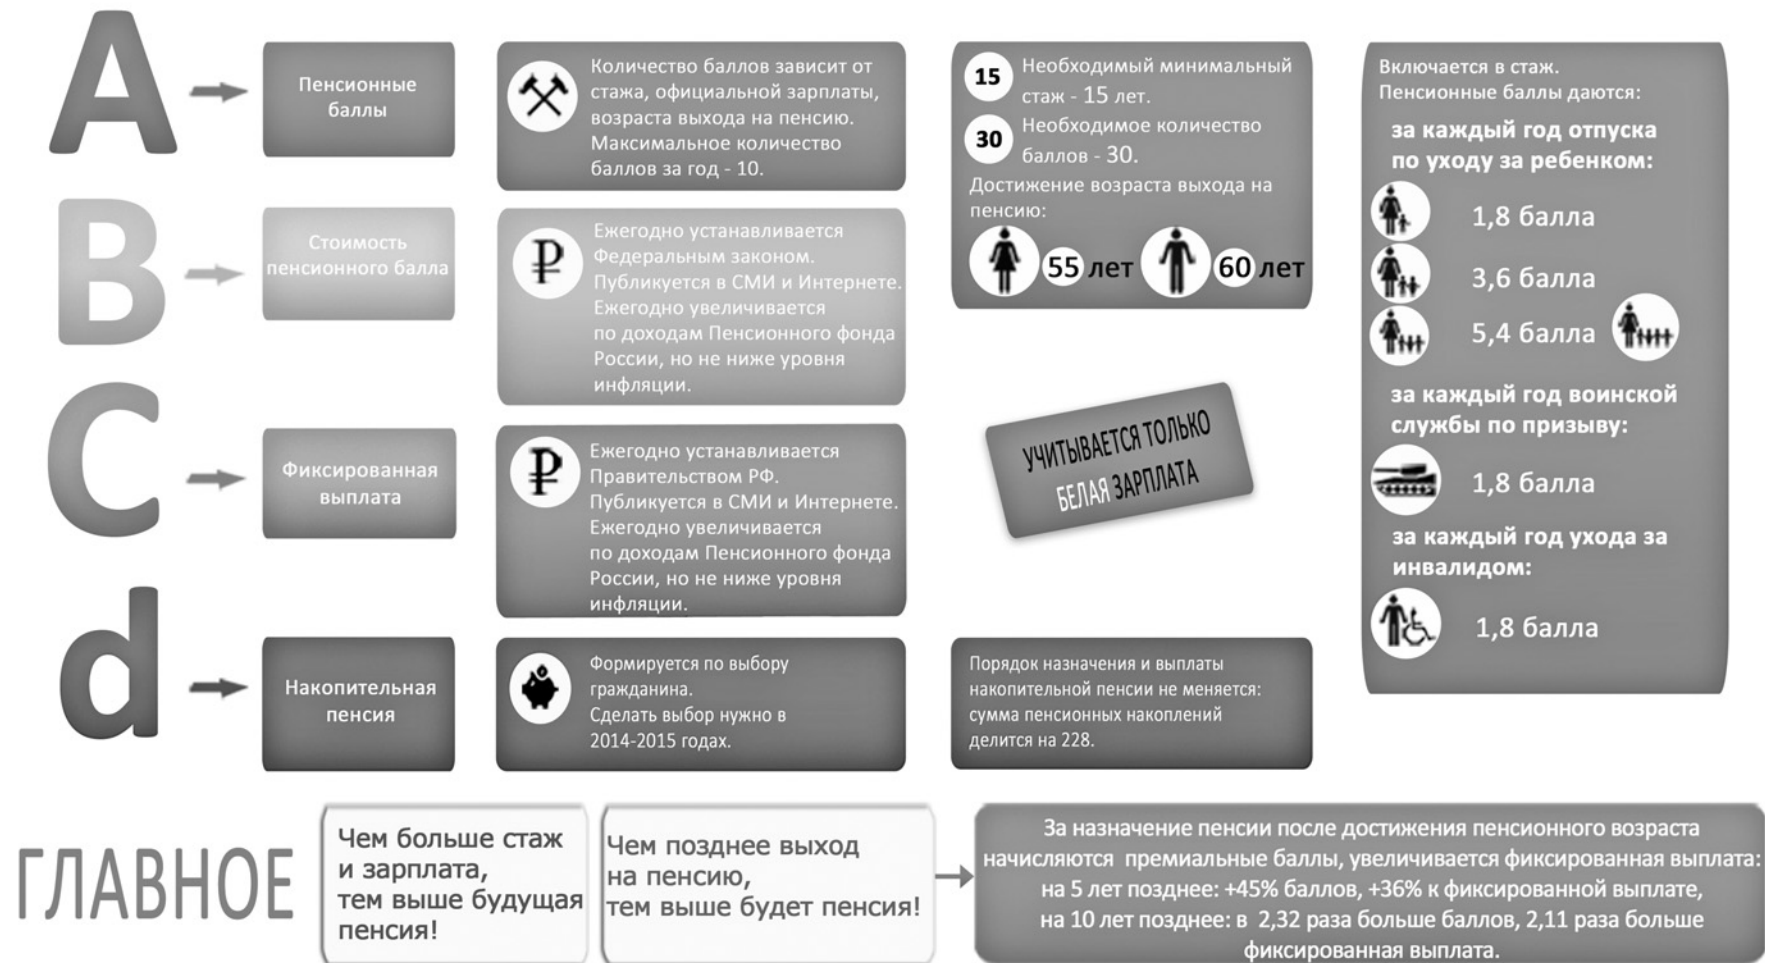 A
Пенсионные
баллы
Количество баллов зависит от
стажа, официальной зарплаты,
возраста выхода на пенсию.
Максимальное количество
баллов за год - 10.
15
Необходимый минимальный
стаж - 15 лет.
30
Необходимое количество
баллов - 30.
Достижение возраста выхода на
пенсию:
55 лет
60 лет
Включается в стаж.
Пенсионные баллы даются:
за каждый год отпуска
по уходу за ребенком:
1,8 балла
3,6 балла
5,4 балла
за каждый год воинской
службы по призыву:
1,8 балла
за каждый год ухода за
инвалидом:
1,8 балла
B
Стоимость
пенсионного балла
₽
Ежегодно устанавливается
Федеральным законом.
Публикуется в СМИ и Интернете.
Ежегодно увеличивается
по доходам Пенсионного фонда
России, но не ниже уровня
инфляции.
C
Фиксированная
выплата
₽
Ежегодно устанавливается
Правительством РФ.
Публикуется в СМИ и Интернете.
Ежегодно увеличивается
по доходам Пенсионного фонда
России, но не ниже уровня
инфляции.
УЧИТЫВАЕТСЯ ТОЛЬКО
БЕЛАЯ ЗАРПЛАТА
d
Накопительная
пенсия
Формируется по выбору
гражданина.
Сделать выбор нужно в
2014-2015 годах.
Порядок назначения и выплаты
накопительной пенсии не меняется:
сумма пенсионных накоплений
делится на 228.
ГЛАВНОЕ
Чем больше стаж
и зарплата,
тем выше будущая
пенсия!
Чем позднее выход
на пенсию,
тем выше будет пенсия!
За назначение пенсии после достижения пенсионного возраста
начисляются премиальные баллы, увеличивается фиксированная выплата:
на 5 лет позднее: +45% баллов, +36% к фиксированной выплате,
на 10 лет позднее: в 2,32 раза больше баллов, 2,11 раза больше
фиксированная выплата.